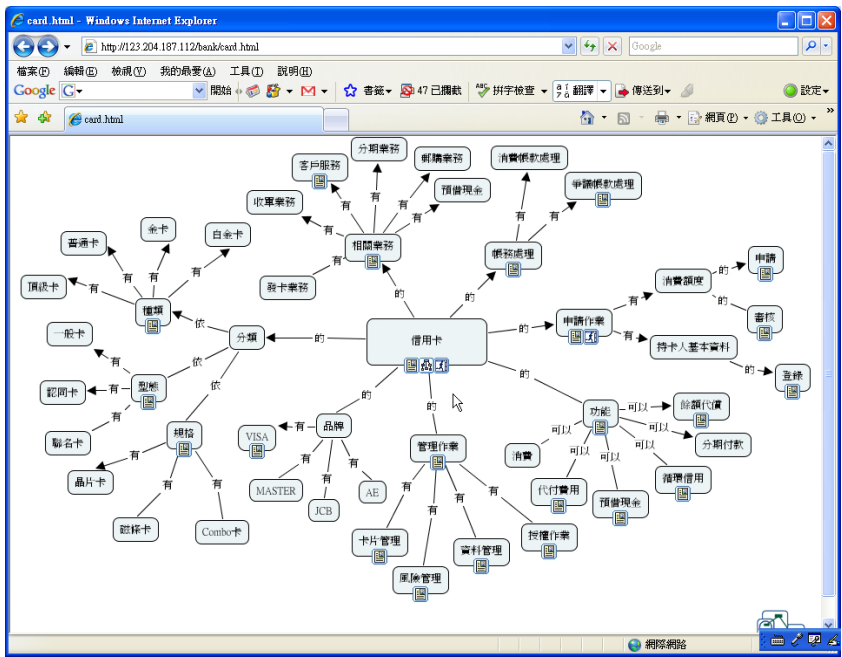 card.html - Windows Internet Explorer
http://123.204.187.112/bank/card.html
Google
檔案(F) 編輯(E) 檢視(V) 我的最愛(A) 工具(T) 說明(H)
Google G 開始 書籤 47 已攔截 拼字檢查 翻譯 傳送到 設定
card.html 網頁(P) 工具(O) »
分期業務
客戶服務
郵購業務
消費帳款處理
預借現金
爭議帳款處理
收單業務
有 有 有 有 有 有 有
金卡
白金卡
普通卡
相關業務
帳務處理
申請
頂級卡
有 有 有 有
發卡業務
消費額度
的
種類
的 的
有
的
審核
依
申請作業
一般卡
分類
的
信用卡
的
有
持卡人基本資料
有
依
的
登錄
認同卡
有
型態
依
的
的
的
餘額代償
功能
可以
有
聯名卡
規格
VISA
有
品牌
管理作業
可以
可以
分期付款
有
消費
可以
可以
可以
晶片卡
有
有
有
循環信用
有
有
MASTER
AE
有
有
有
有
代付費用
預借現金
JCB
磁條卡
Combo卡
卡片管理
資料管理
授權作業
風險管理
網際網路